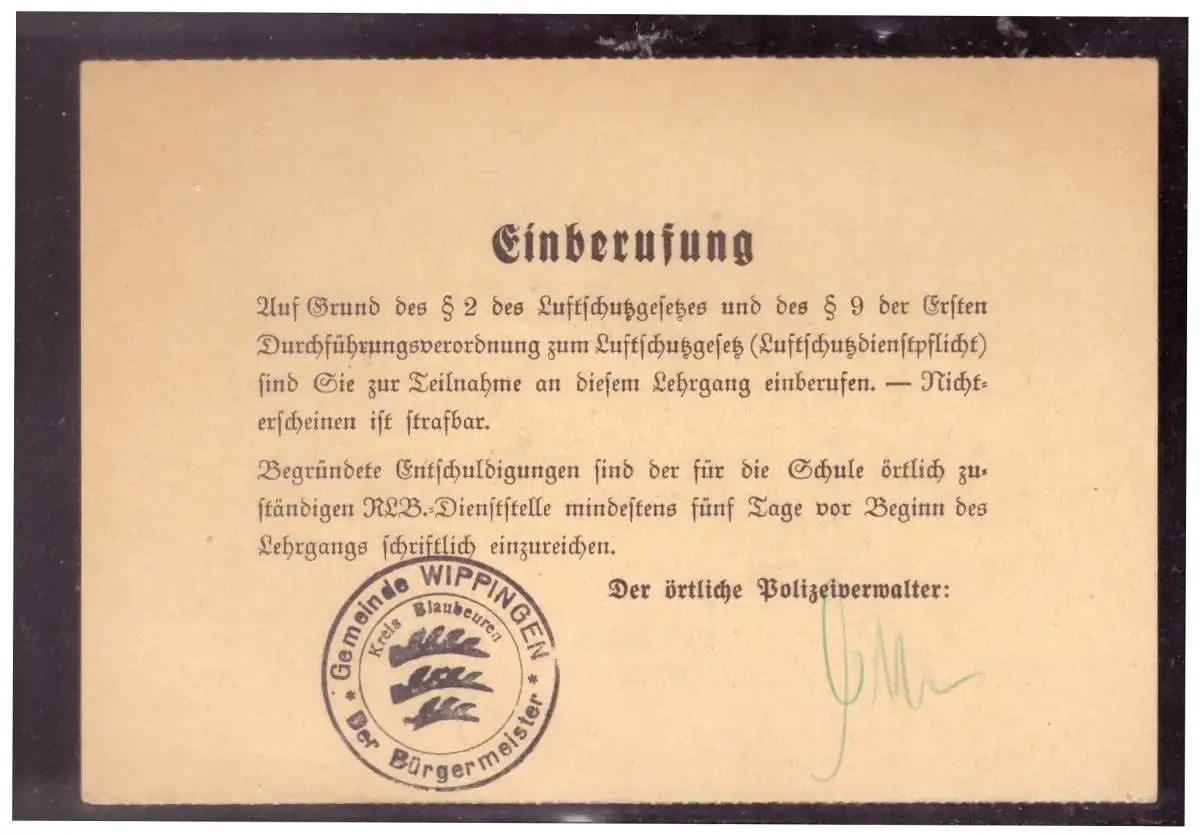 Einberufung
Auf Grund des § 2 des Luftschutzgesetzes und des § 9 der Ersten
Durchführungsverordnung zum Luftschutzgesetz (Luftschutzdienstpflicht)
sind Sie zur Teilnahme an diesem Lehrgang einberufen. — Nicht-
erscheinen ist strafbar.
Begründete Entschuldigungen sind der für die Schule örtlich zu-
ständigen RLB.-Dienststelle mindestens fünf Tage vor Beginn des
Lehrgangs schriftlich einzureichen.
Der örtliche Polizeiverwalter:
Gemeinde WIPPINGEN
Kreis Blaubeuren
* Der Bürgermeister *